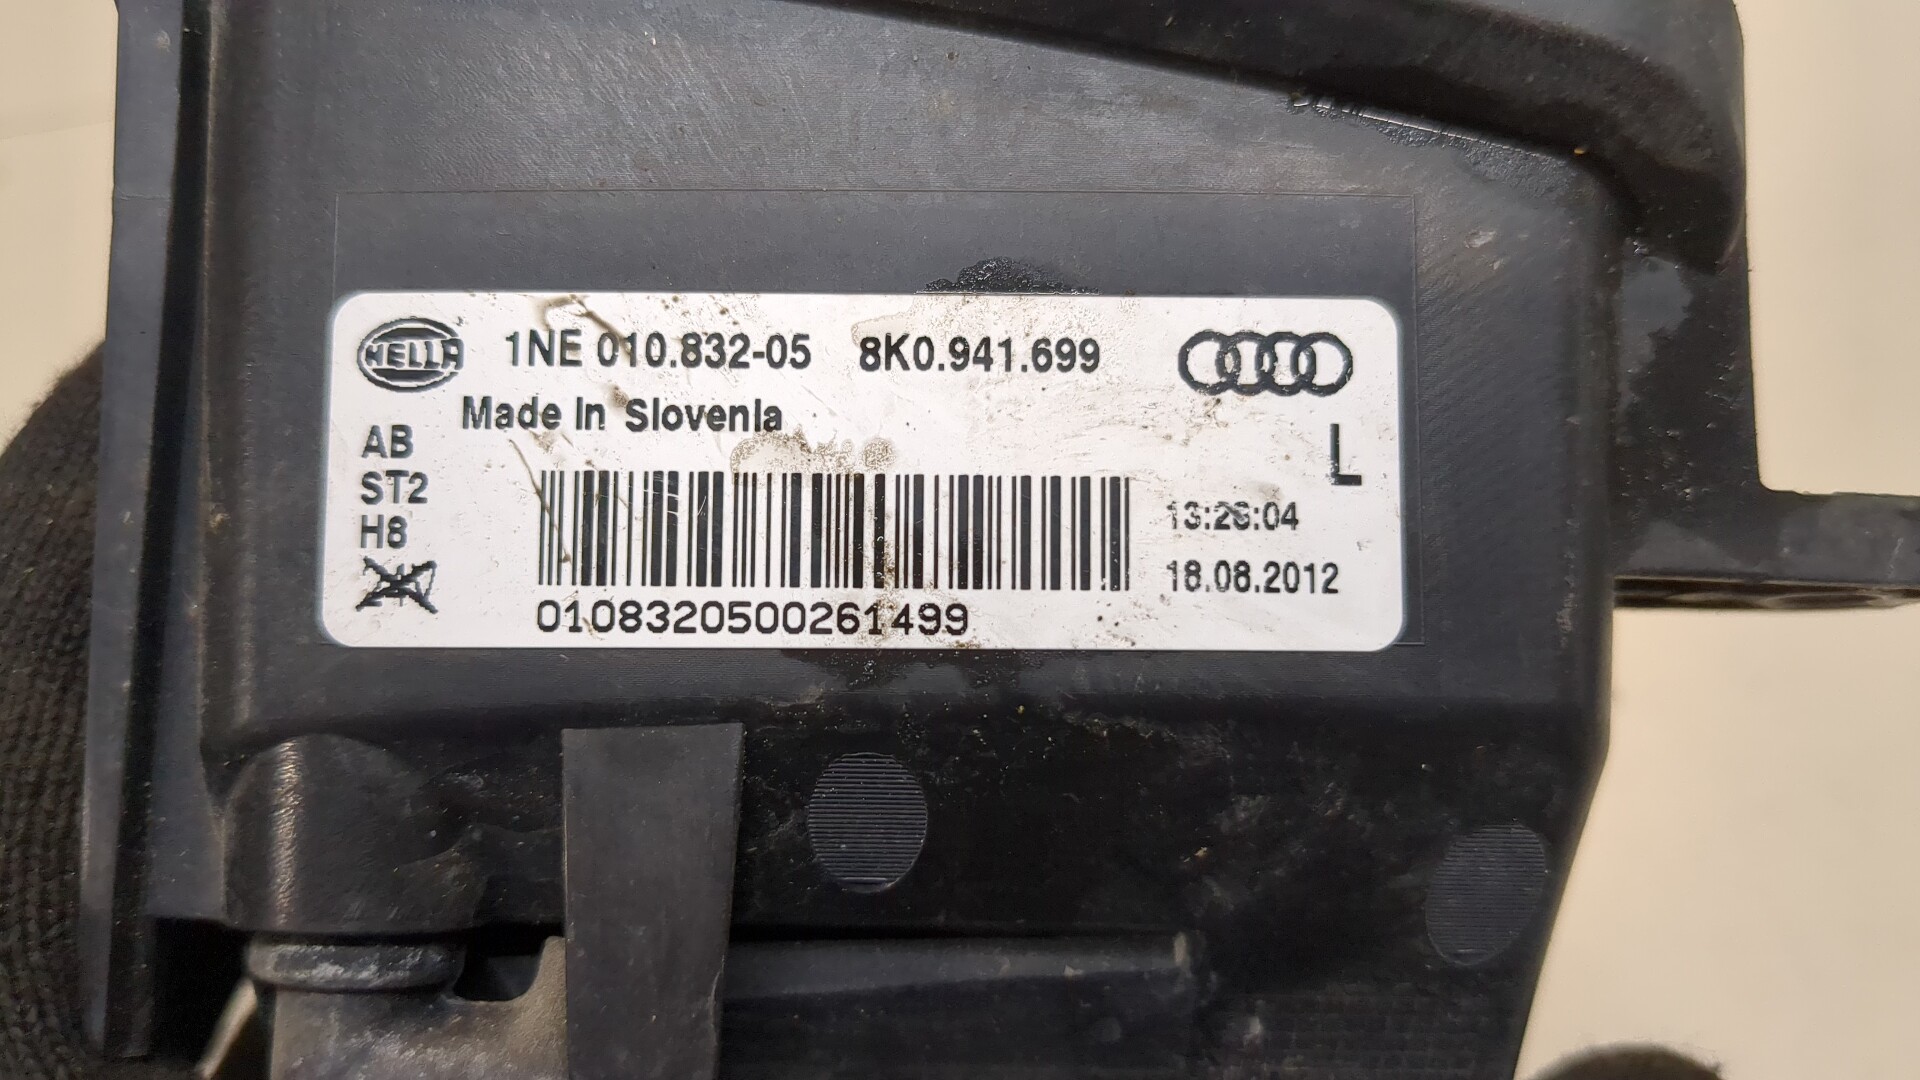 HELLA 1NE 010.832-05 8K0.941.699
Made In Slovenia
L
AB
ST2
H8
13:26:04
18.08.2012
0108320500261499